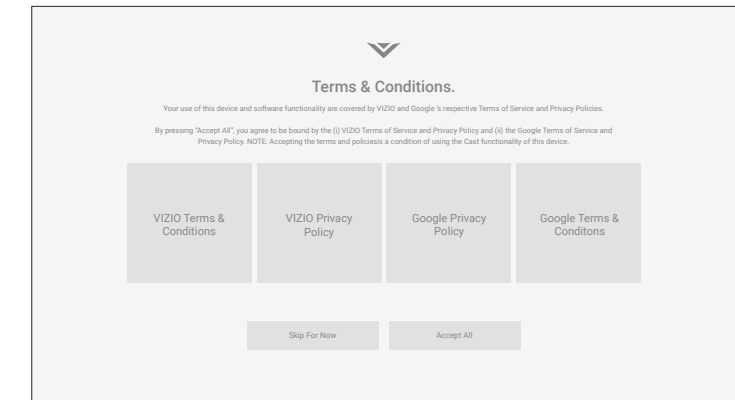 Terms & Conditions.
Your use of this device and software functionality are covered by VIZIO and Google 's respective Terms of Service and Privacy Policies.
By pressing "Accept All", you agree to be bound by the (i) VIZIO Terms of Service and Privacy Policy and (ii) the Google Terms of Service and
Privacy Policy. NOTE: Accepting the terms and policiesis a condition of using the Cast functionality of this device.
VIZIO Terms &
Conditions
VIZIO Privacy
Policy
Google Privacy
Policy
Google Terms &
Conditons
Skip For Now
Accept All